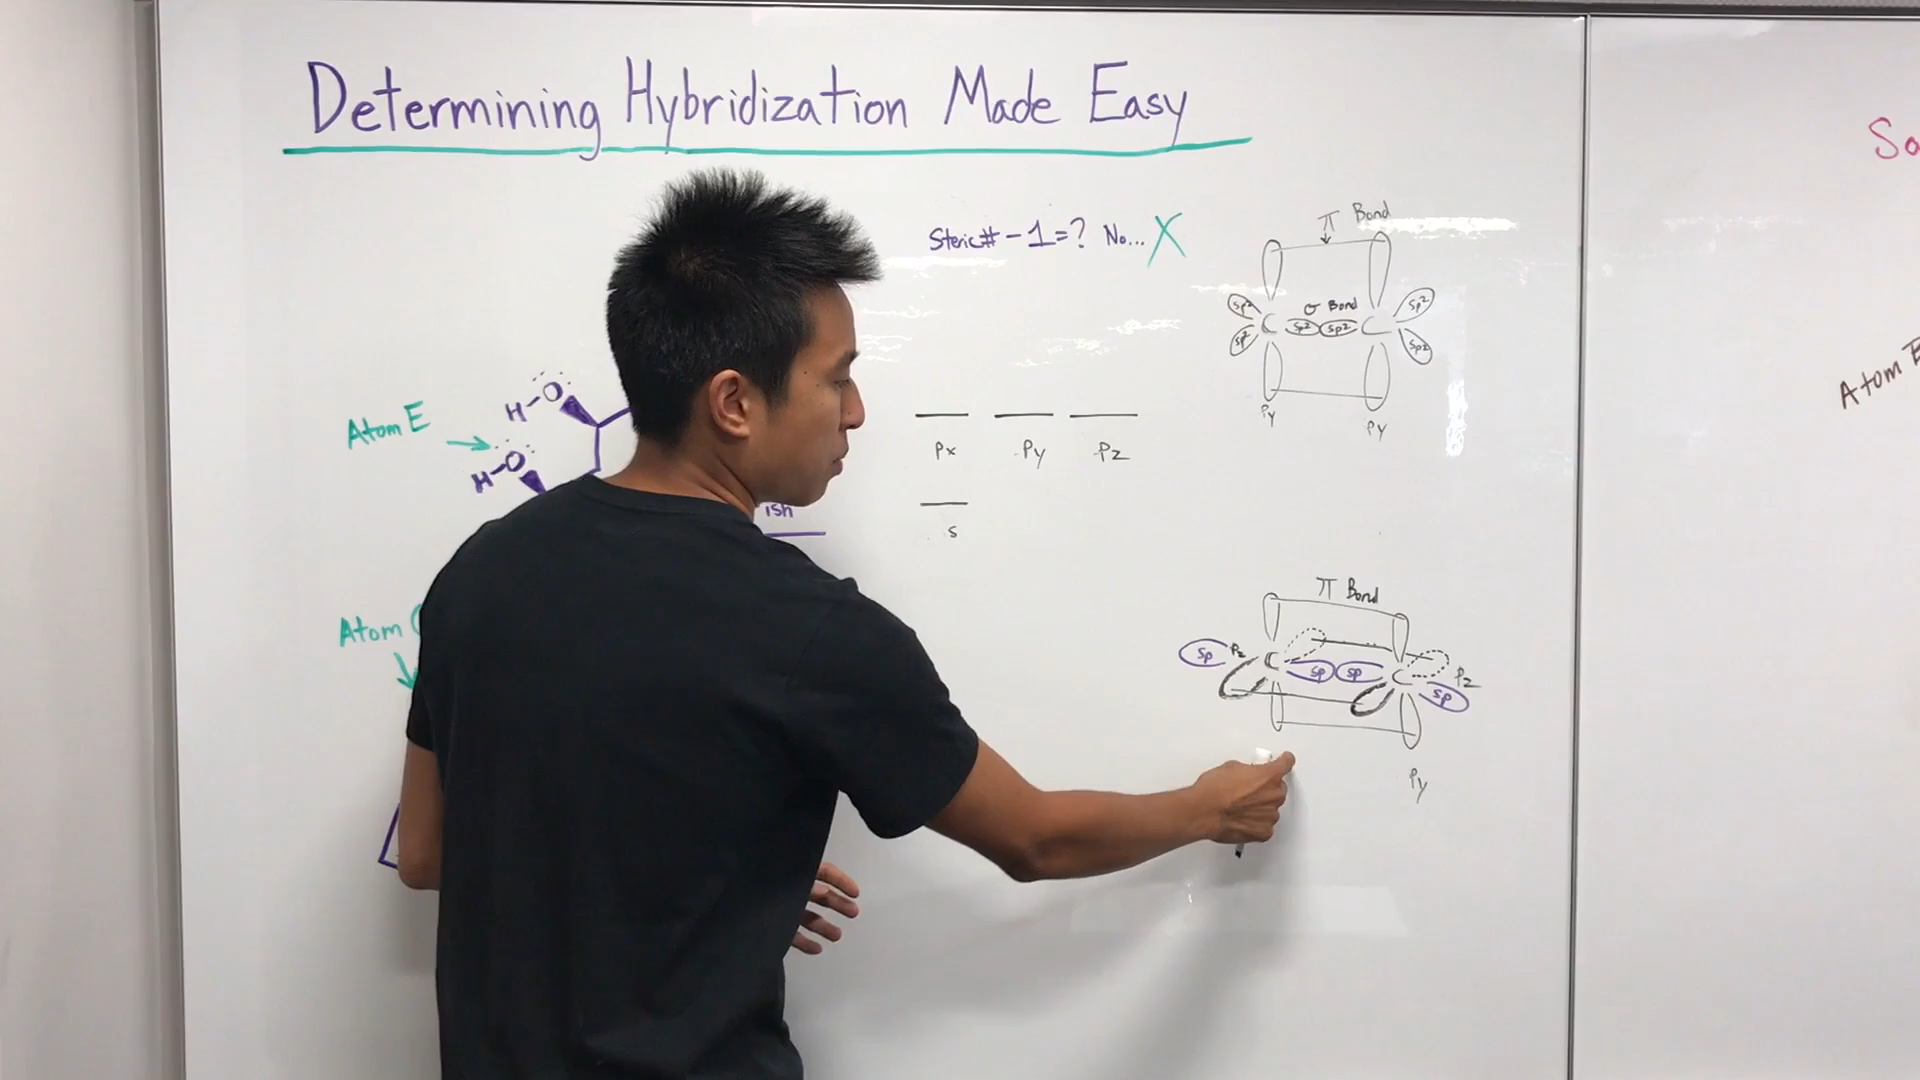 Determining Hybridization Made Easy
Steric# - 1 = ? No... X
π Bond
sp² sp²
σ Bond
C sp² sp² C
sp² sp²
Py Py
H-O
Atom E
H-O
Px Py Pz
ish
s
Atom
π Bond
sp Pz C sp sp C Pz
sp
Py
So
Atom E